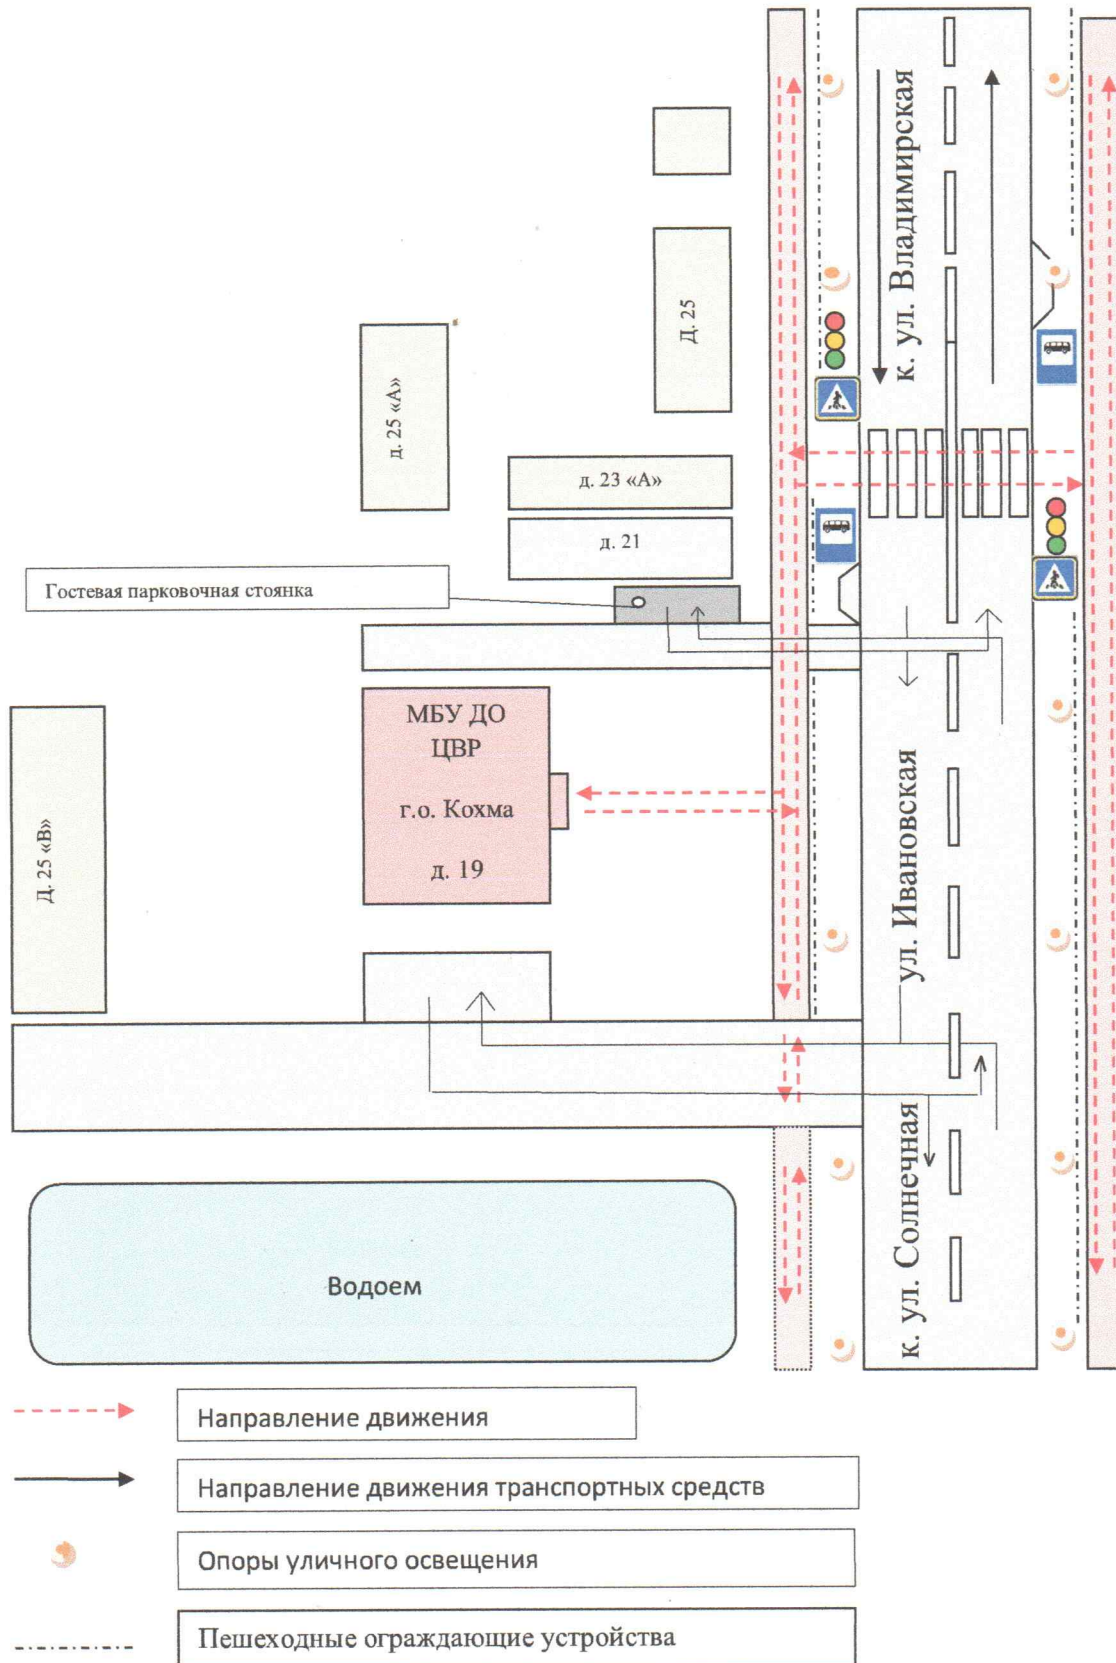 к. ул. Владимирская
Д. 25
д. 25 «А»
д. 23 «А»
д. 21
Гостевая парковочная стоянка
МБУ ДО
ЦВР
г.о. Кохма
д. 19
Д. 25 «В»
ул. Ивановская
к. ул. Солнечная
Водоем
Направление движения
Направление движения транспортных средств
Опоры уличного освещения
Пешеходные ограждающие устройства